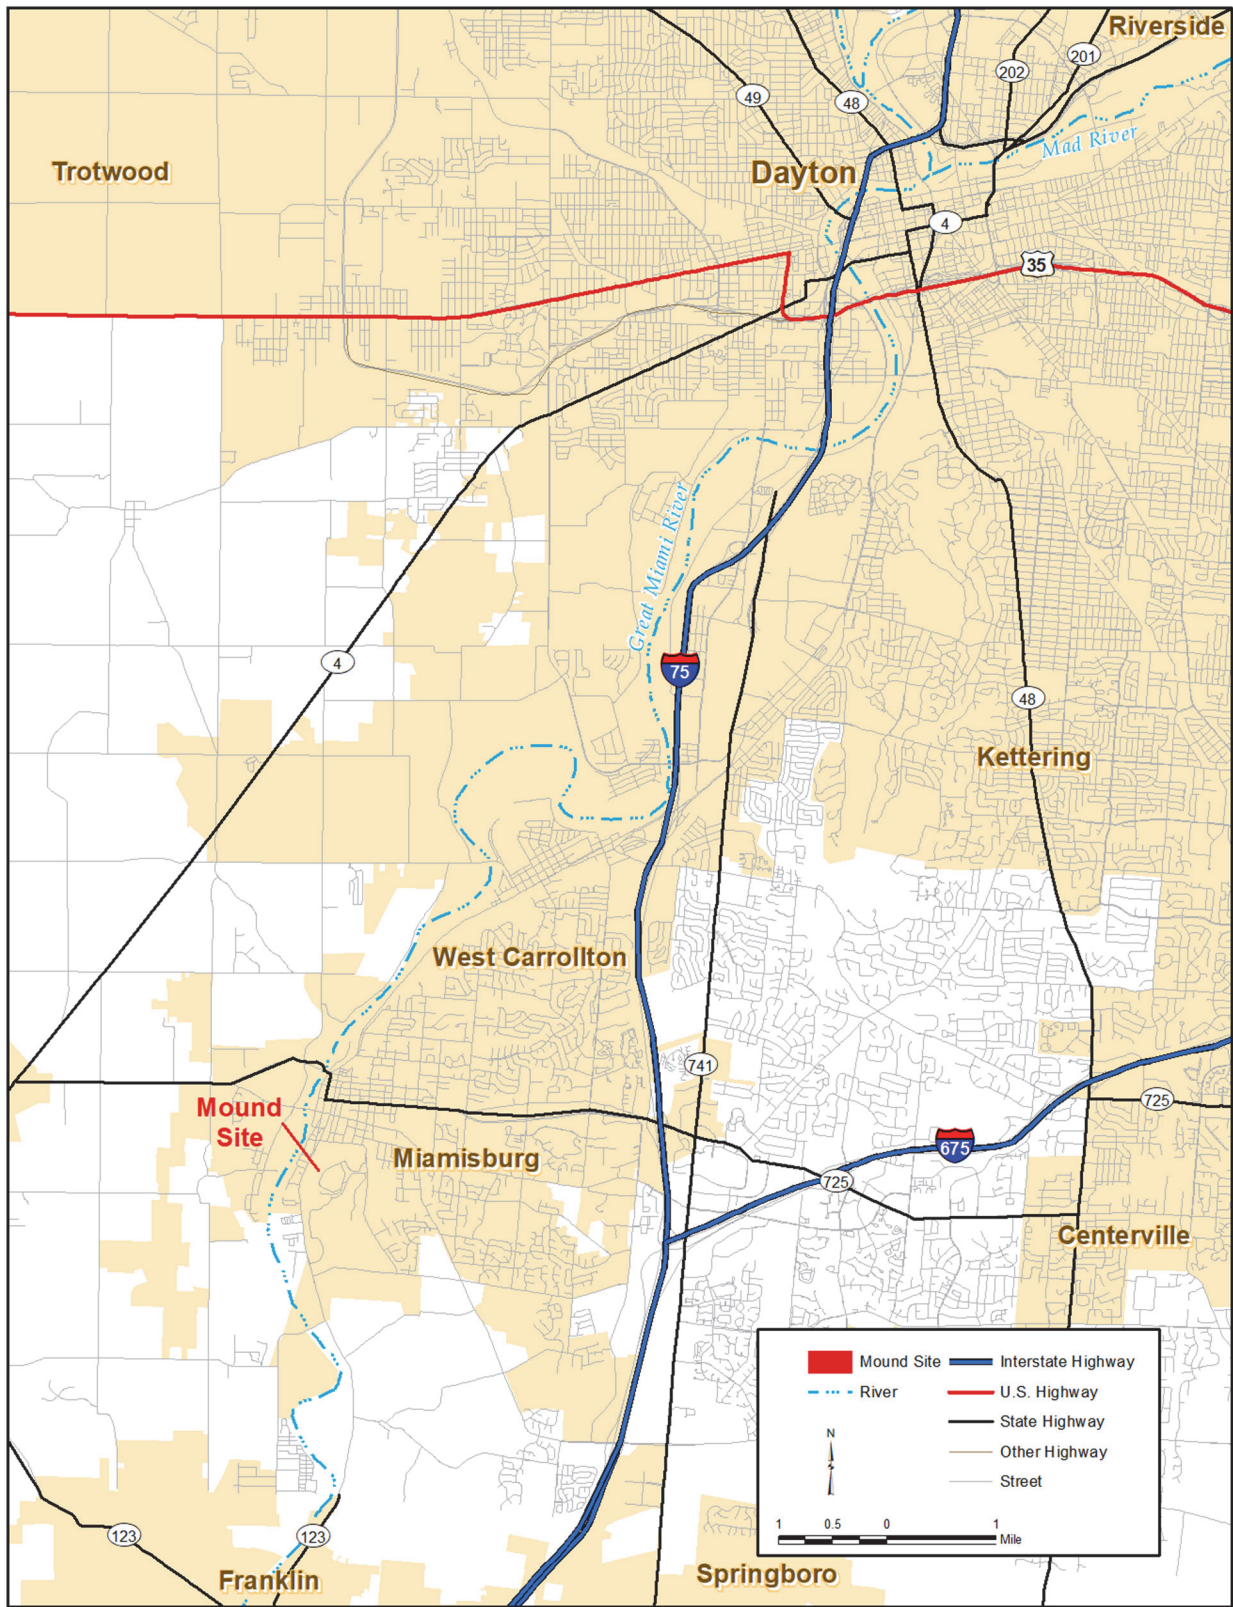 Riverside
201
202
49
48
Mad River
Trotwood
Dayton
4
35
Great Miami River
4
75
48
Kettering
West Carrollton
741
725
Mound
Site
Miamisburg
675
725
Centerville
Mound Site
Interstate Highway
River
U.S. Highway
State Highway
N
Other Highway
Street
1 0.5 0 1
Mile
123
123
Franklin
Springboro